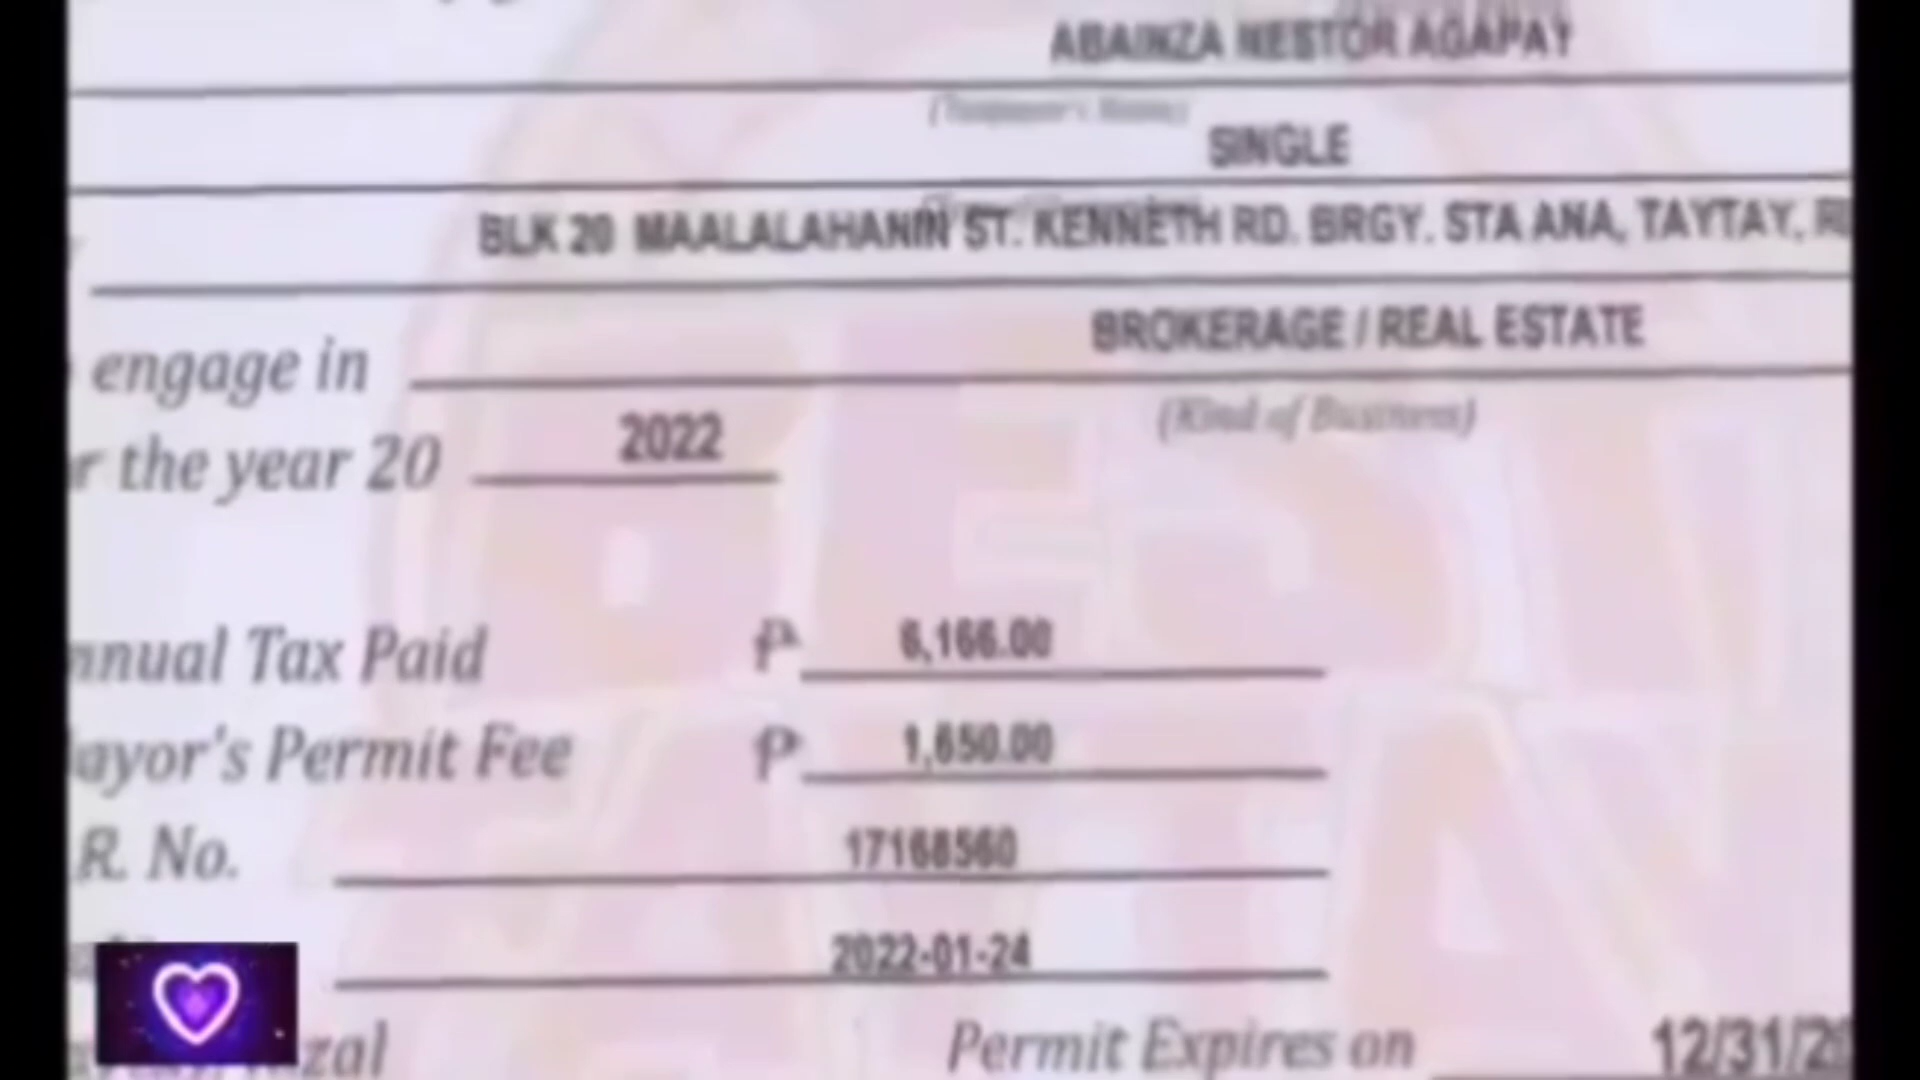 ABAINZA NESTOR AGAPAY
(Taxpayer's Name)
SINGLE
BLK 20 MAALALAHANIN ST. KENNETH RD. BRGY. STA ANA, TAYTAY,
engage in BROKERAGE / REAL ESTATE
(Kind of Business)
r the year 20 2022
nnual Tax Paid ₱ 6,166.00
ayor's Permit Fee ₱ 1,650.00
.R. No. 17168560
2022-01-24
zal Permit Expires on 12/31/20